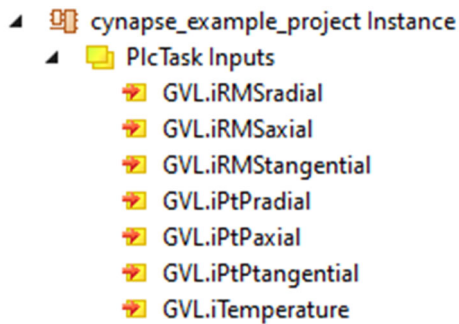 cynapse_example_project Instance
PlcTask Inputs
GVL.iRMSradial
GVL.iRMSaxial
GVL.iRMStangential
GVL.iPtPradial
GVL.iPtPaxial
GVL.iPtPtangential
GVL.iTemperature